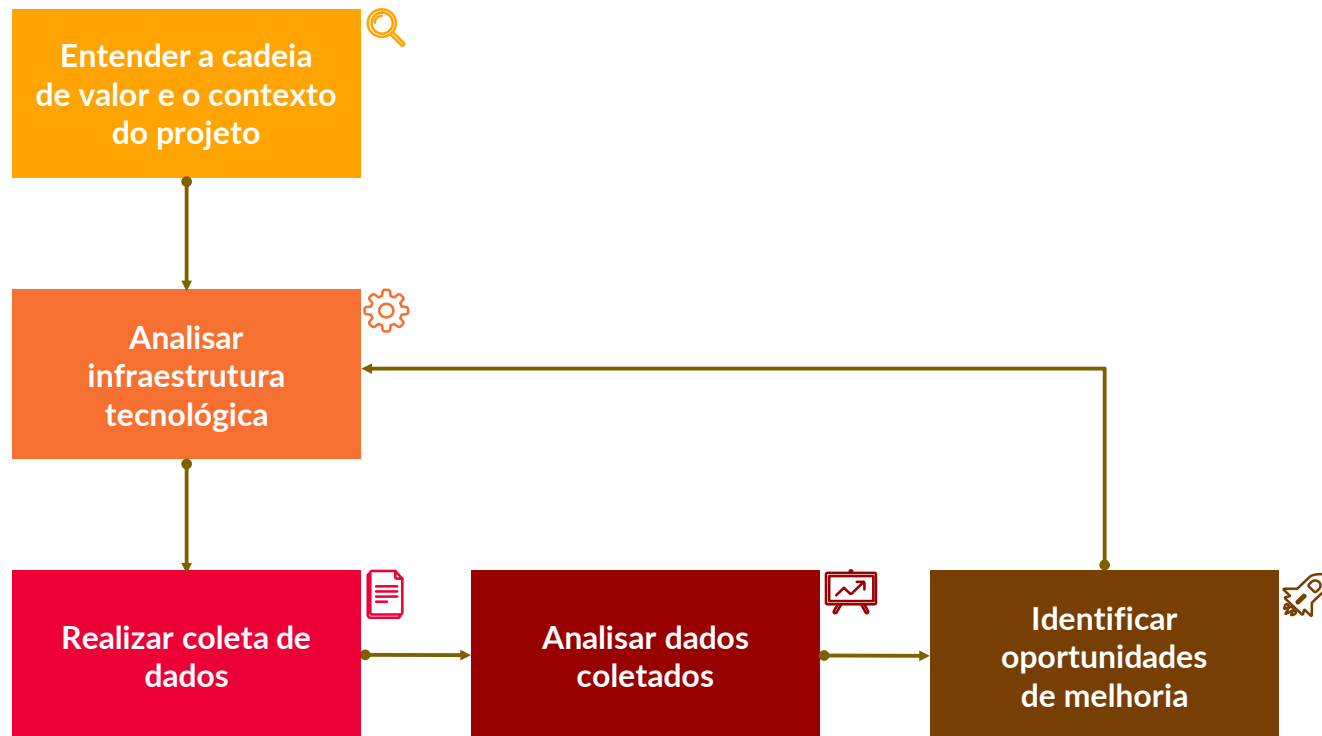 Entender a cadeia
de valor e o contexto
do projeto
Analisar
infraestrutura
tecnológica
Realizar coleta de
dados
Analisar dados
coletados
Identificar
oportunidades
de melhoria